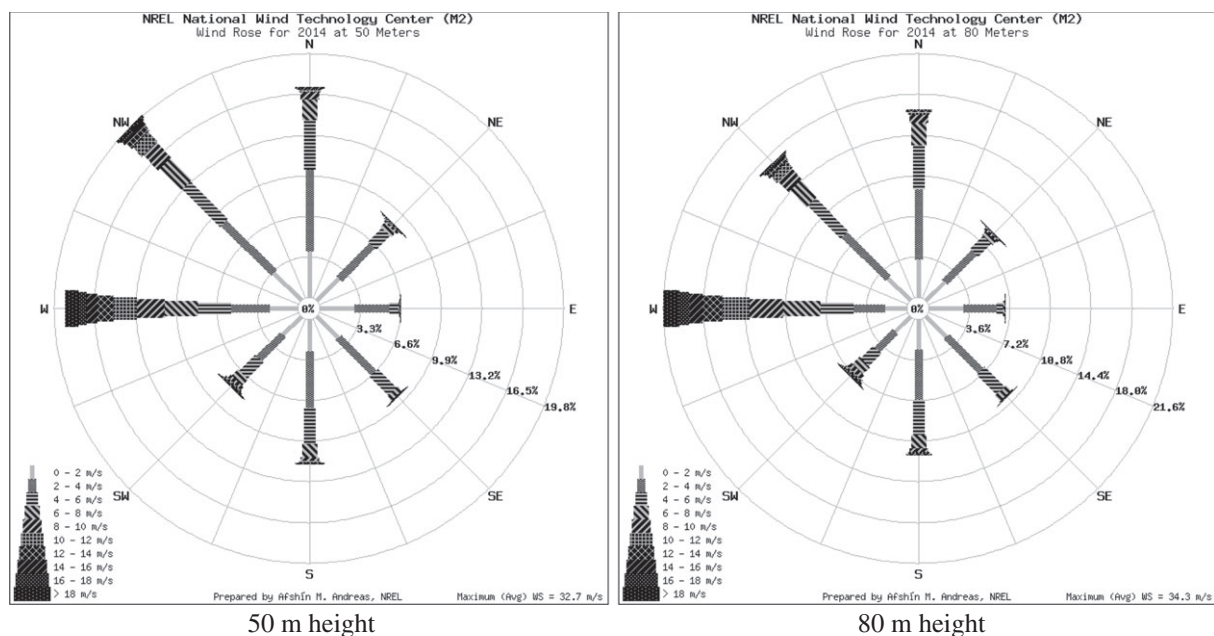 NREL National Wind Technology Center (M2)
Wind Rose for 2014 at 50 Meters
N
NW
NE
W
0%
E
3.3%
6.6%
9.9%
13.2%
16.5%
19.8%
SW
SE
S
0 - 2 m/s
2 - 4 m/s
4 - 6 m/s
6 - 8 m/s
8 - 10 m/s
10 - 12 m/s
12 - 14 m/s
14 - 16 m/s
16 - 18 m/s
> 18 m/s
Prepared by Afshin M. Andreas, NREL
Maximum (Avg) WS = 32.7 m/s
50 m height
NREL National Wind Technology Center (M2)
Wind Rose for 2014 at 80 Meters
N
NW
NE
W
0%
E
3.6%
7.2%
10.8%
14.4%
18.0%
21.6%
SW
SE
S
0 - 2 m/s
2 - 4 m/s
4 - 6 m/s
6 - 8 m/s
8 - 10 m/s
10 - 12 m/s
12 - 14 m/s
14 - 16 m/s
16 - 18 m/s
> 18 m/s
Prepared by Afshin M. Andreas, NREL
Maximum (Avg) WS = 34.3 m/s
80 m height